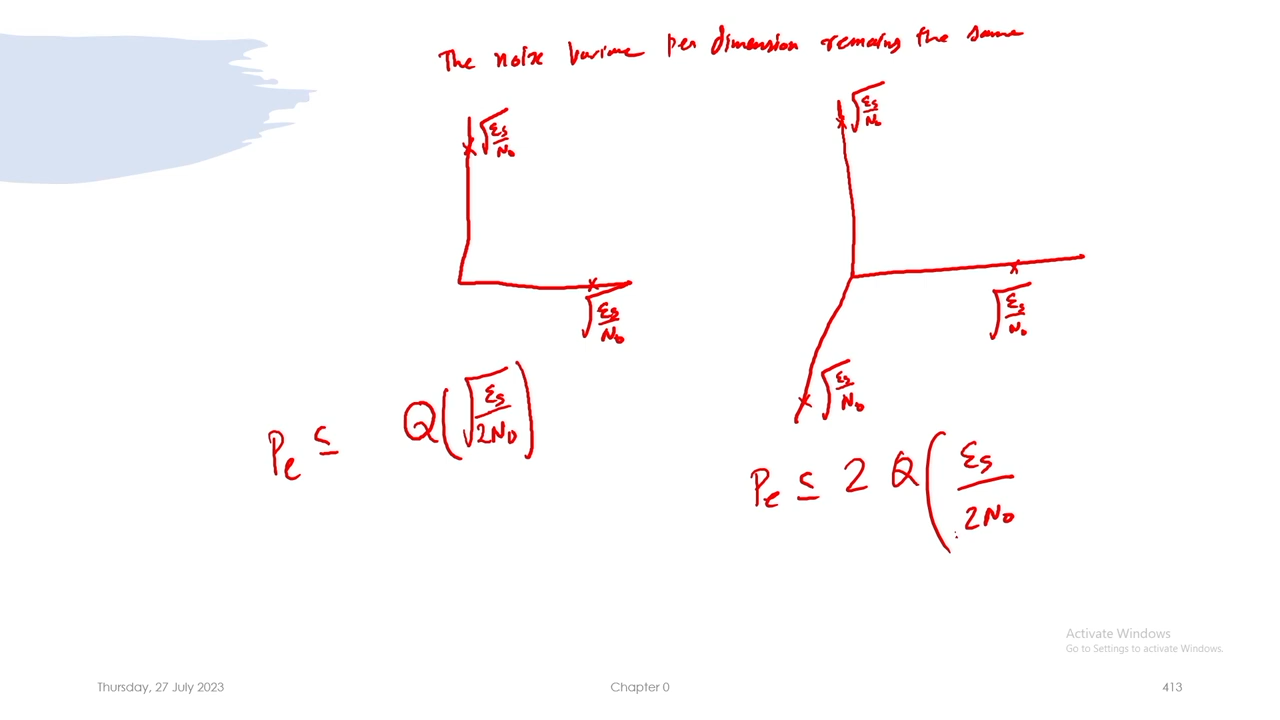 The noise variance per dimension remains the same
√(Es/N0)
√(Es/N0)
√(Es/N0)
√(Es/N0)
√(Es/N0)
Pe ≤ Q(√(Es/2N0))
Pe ≤ 2 Q(Es/2N0
Activate Windows
Go to Settings to activate Windows.
Thursday, 27 July 2023
Chapter 0
413